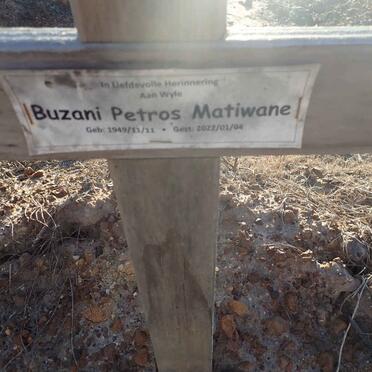 In Liefdevolle Herinnering
Aan Wyle
Buzani Petros Matiwane
Geb: 1949/11/11 • Gest: 2022/01/04